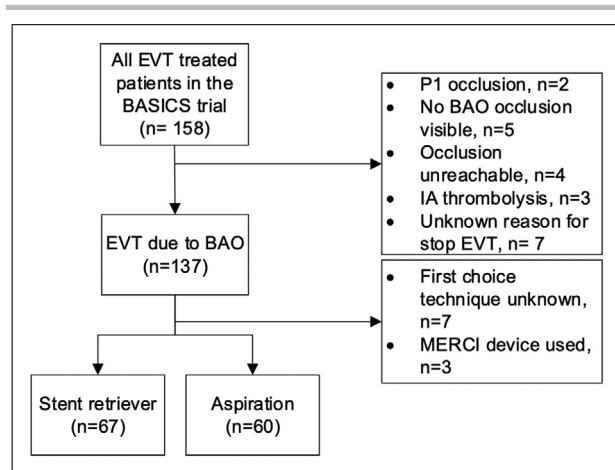 All EVT treated
patients in the
BASICS trial
(n= 158)
• P1 occlusion, n=2
• No BAO occlusion
visible, n=5
• Occlusion
unreachable, n=4
• IA thrombolysis, n=3
• Unknown reason for
stop EVT, n= 7
EVT due to BAO
(n=137)
• First choice
technique unknown,
n=7
• MERCI device used,
n=3
Stent retriever
(n=67)
Aspiration
(n=60)